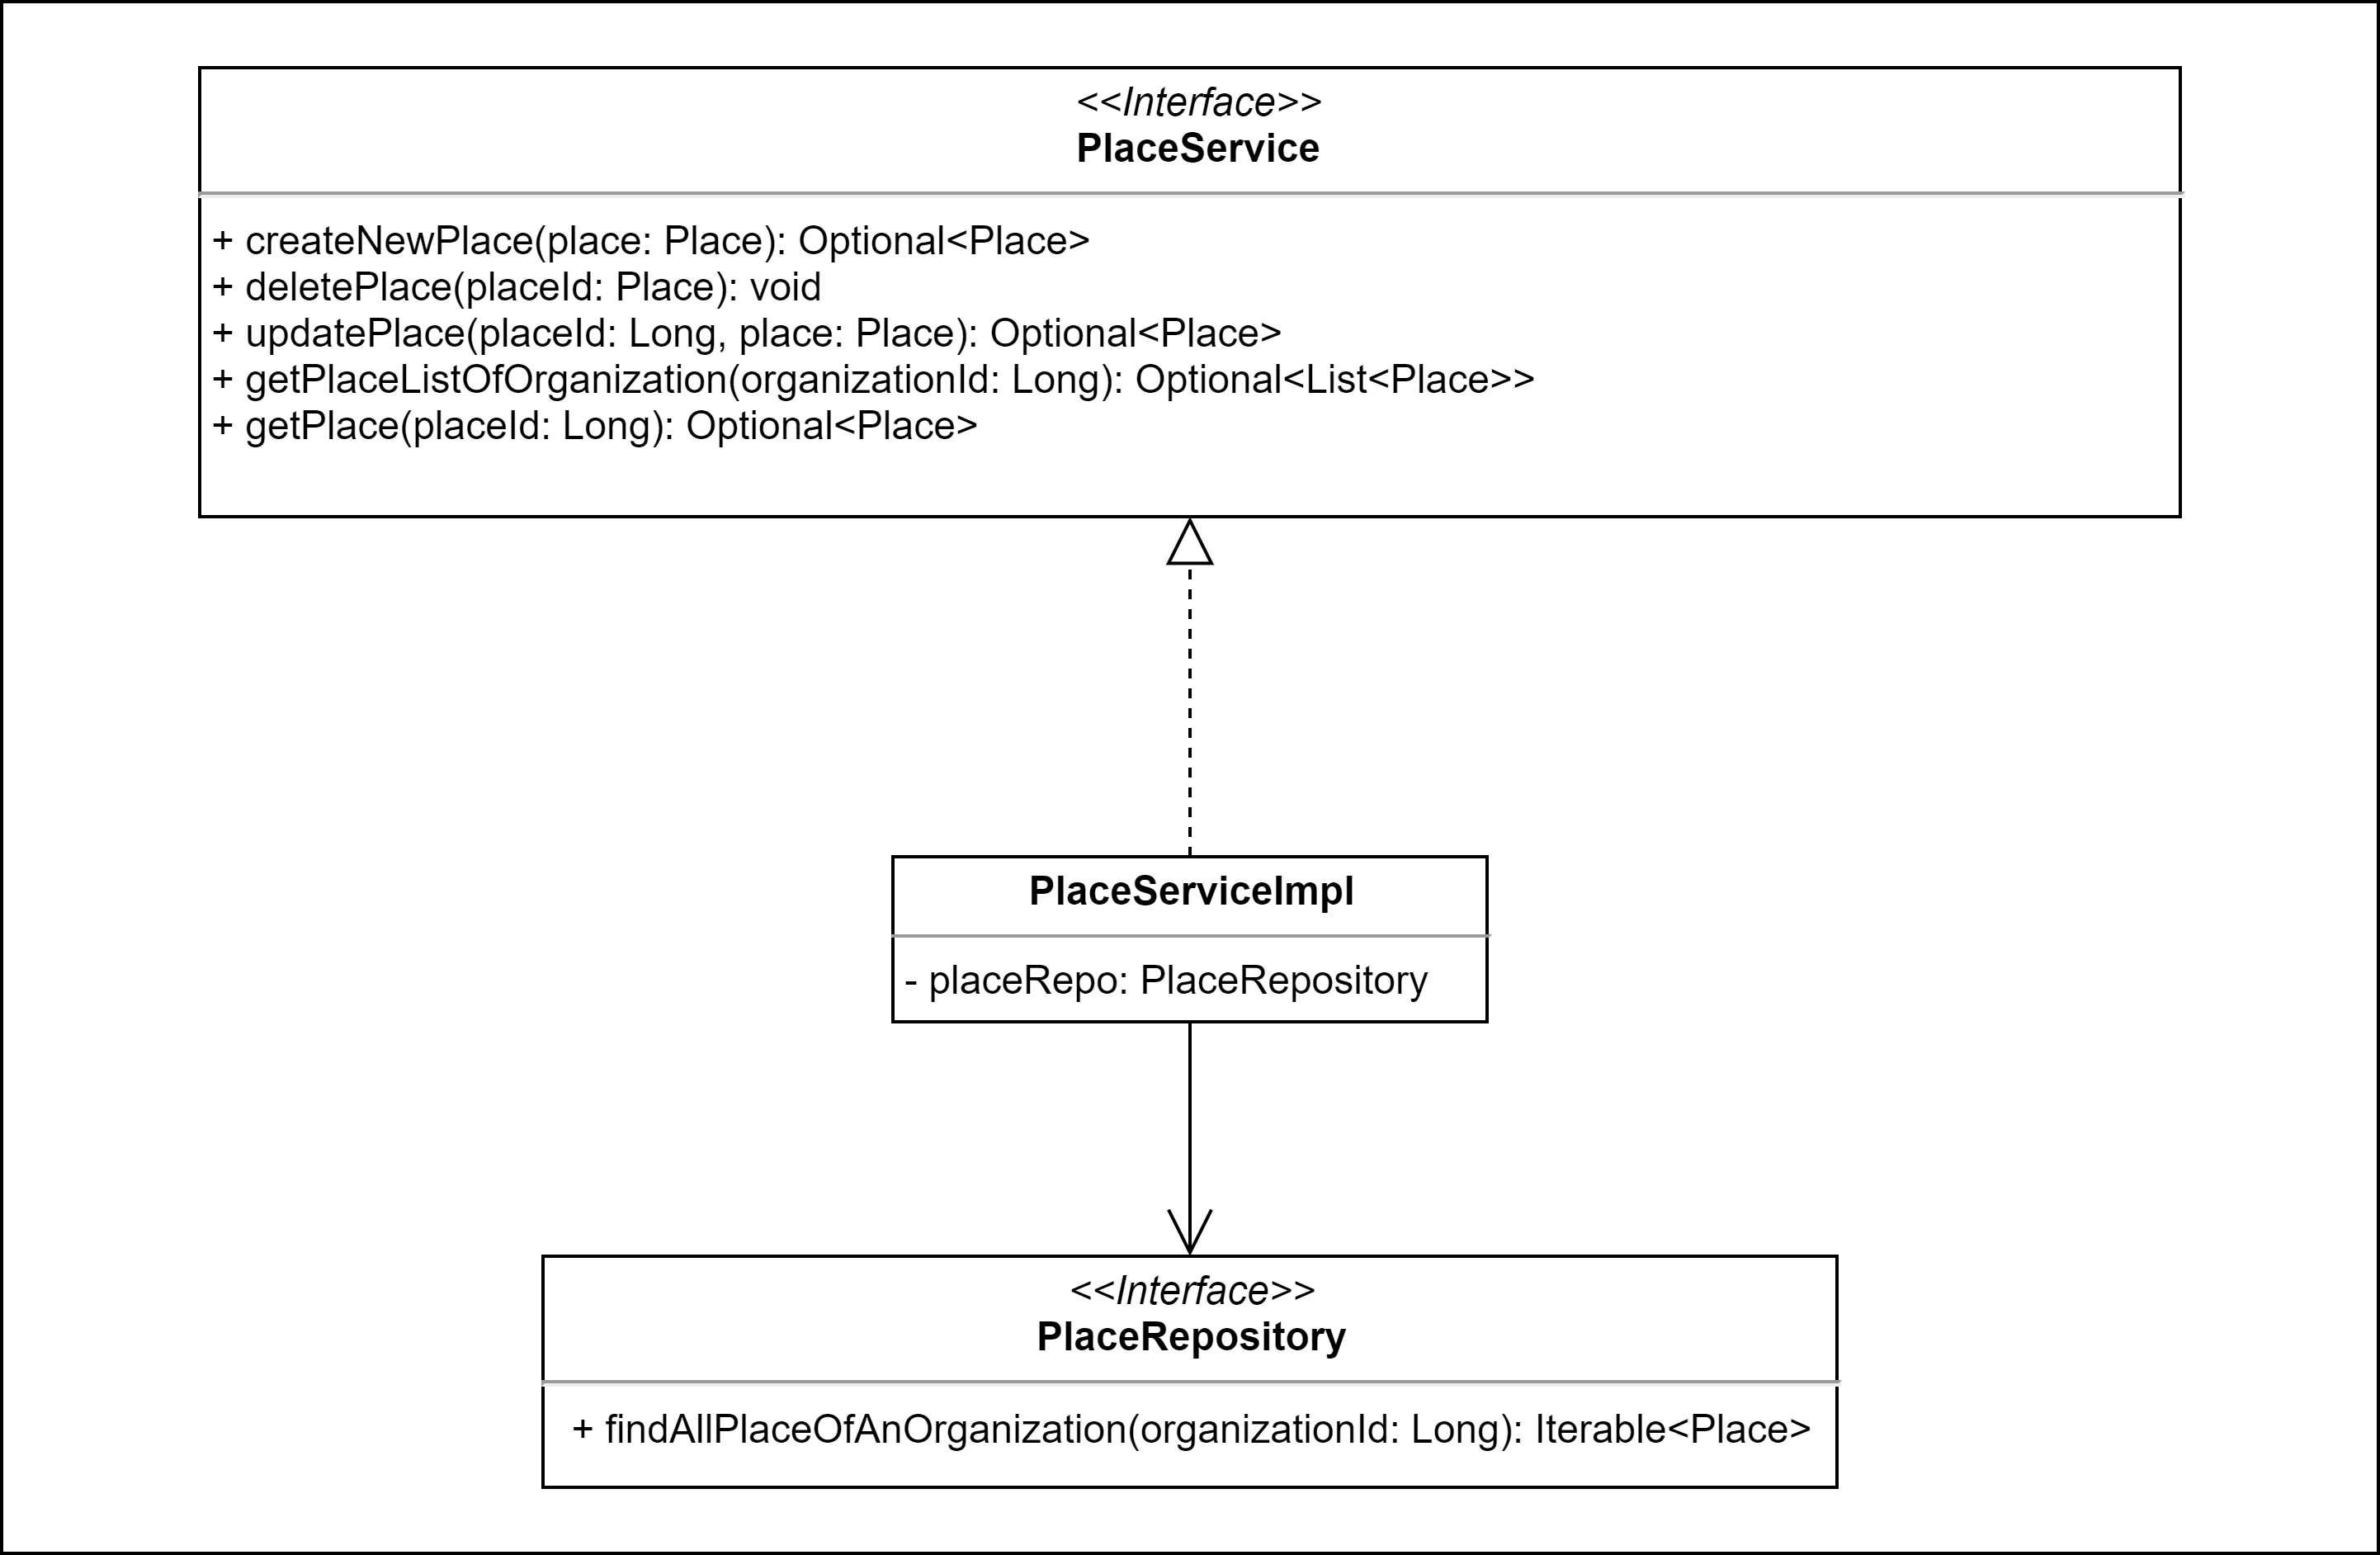 <<Interface>>
PlaceService
+ createNewPlace(place: Place): Optional<Place>
+ deletePlace(placeId: Place): void
+ updatePlace(placeId: Long, place: Place): Optional<Place>
+ getPlaceListOfOrganization(organizationId: Long): Optional<List<Place>>
+ getPlace(placeId: Long): Optional<Place>
PlaceServiceImpl
- placeRepo: PlaceRepository
<<Interface>>
PlaceRepository
+ findAllPlaceOfAnOrganization(organizationId: Long): Iterable<Place>